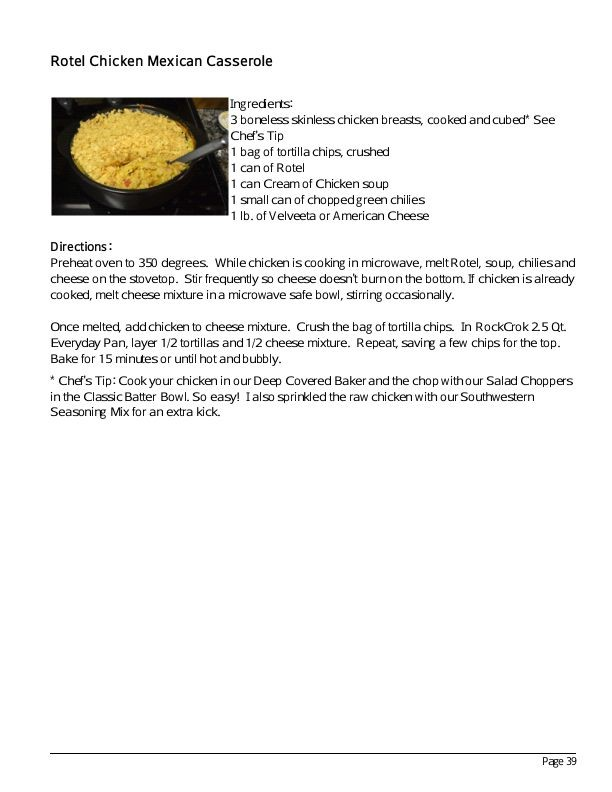 Rotel Chicken Mexican Casserole
Ingredients:
3 boneless skinless chicken breasts, cooked and cubed* See
Chef's Tip
1 bag of tortilla chips, crushed
1 can of Rotel
1 can Cream of Chicken soup
1 small can of chopped green chilies
1 lb. of Velveeta or American Cheese
Directions:
Preheat oven to 350 degrees. While chicken is cooking in microwave, melt Rotel, soup, chilies and
cheese on the stovetop. Stir frequently so cheese doesn't burn on the bottom. If chicken is already
cooked, melt cheese mixture in a microwave safe bowl, stirring occasionally.
Once melted, add chicken to cheese mixture. Crush the bag of tortilla chips. In RockCrok 2.5 Qt.
Everyday Pan, layer 1/2 tortillas and 1/2 cheese mixture. Repeat, saving a few chips for the top.
Bake for 15 minutes or until hot and bubbly.
* Chef's Tip: Cook your chicken in our Deep Covered Baker and the chop with our Salad Choppers
in the Classic Batter Bowl. So easy! I also sprinkled the raw chicken with our Southwestern
Seasoning Mix for an extra kick.
Page 39